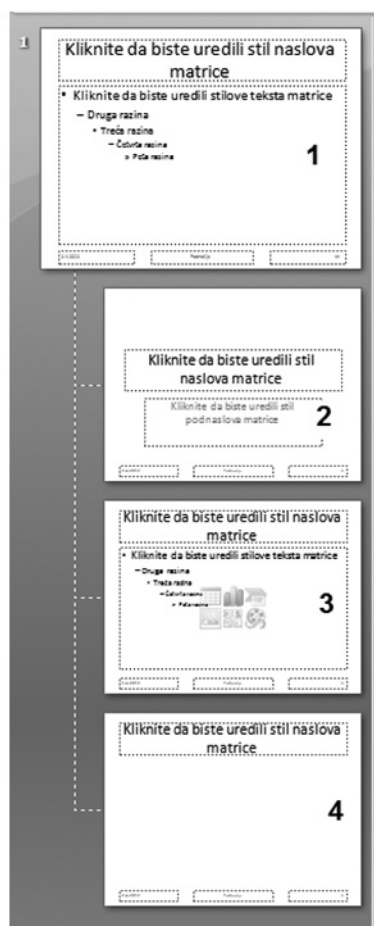 1
Kliknite da biste uredili stil naslova
matrice
• Kliknite da biste uredili stilove teksta matrice
– Druga razina
• Treća razina
– Četvrta razina
» Peta razina
1
Kliknite da biste uredili stil
naslova matrice
Kliknite da biste uredili stil
podnaslova matrice
2
Kliknite da biste uredili stil naslova
matrice
• Kliknite da biste uredili stilove teksta matrice
– Druga razina
• Treća razina
– Četvrta razina
» Peta razina
3
Kliknite da biste uredili stil naslova
matrice
4